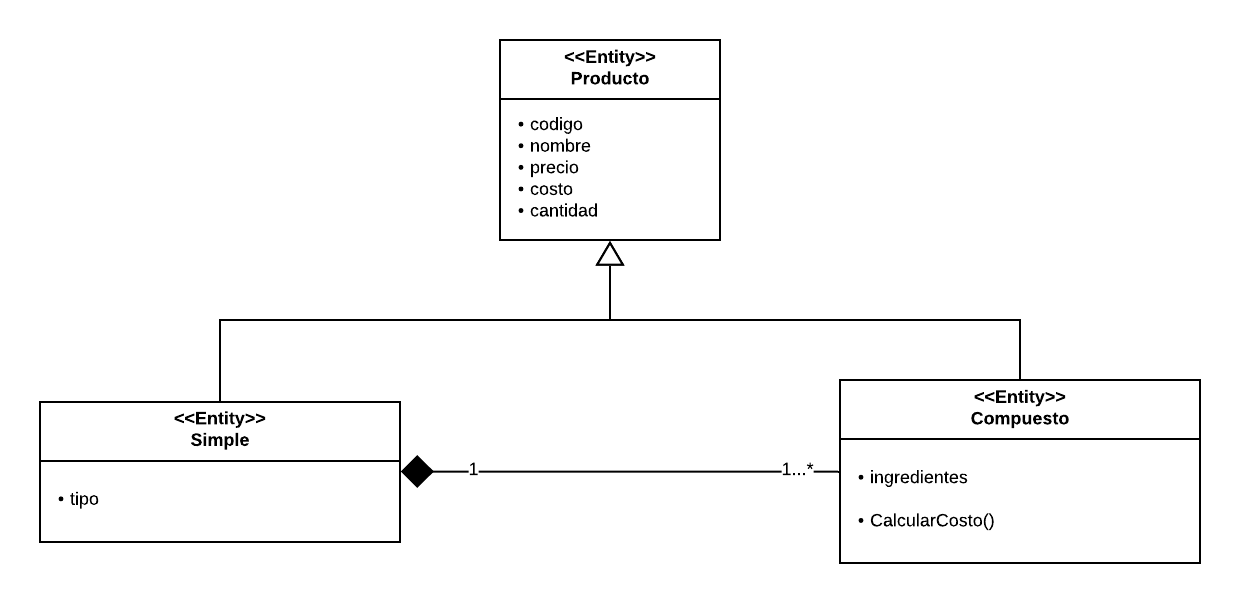 <<Entity>>
Producto
• codigo
• nombre
• precio
• costo
• cantidad
<<Entity>>
Simple
• tipo
1
1...*
<<Entity>>
Compuesto
• ingredientes
• CalcularCosto()